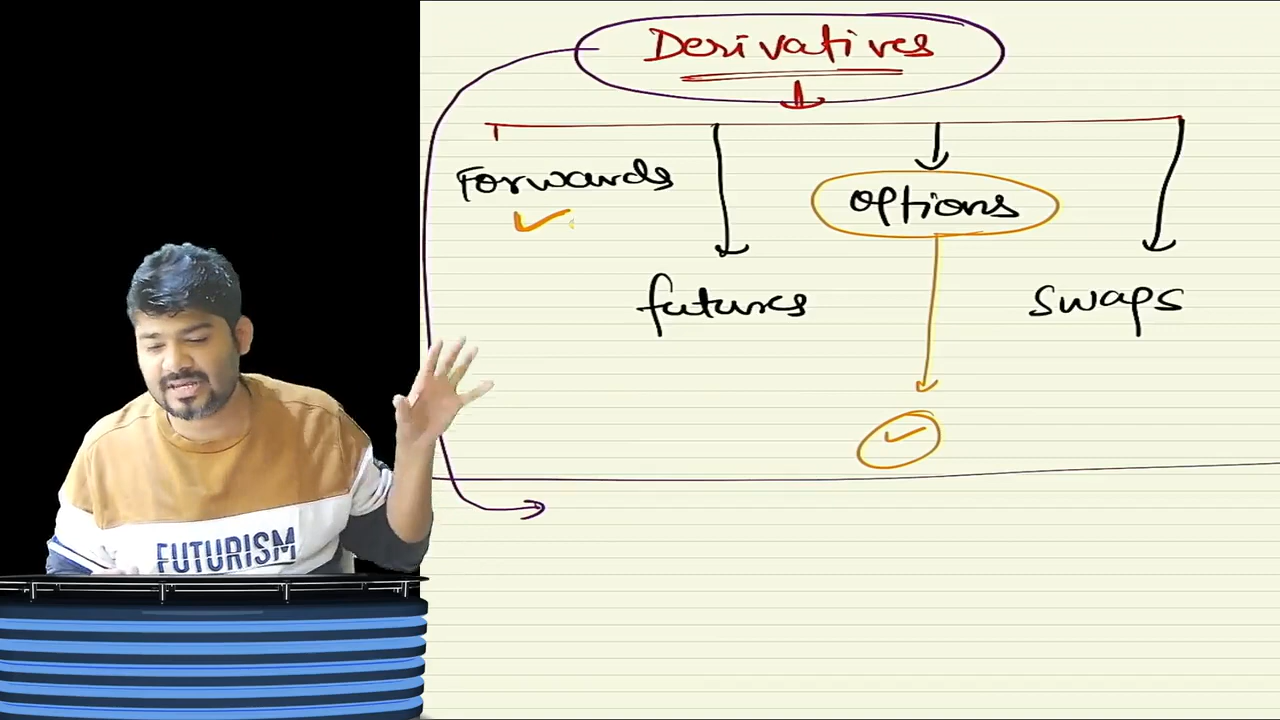 Derivatives
Forwards
options
futures
swaps
FUTURISM